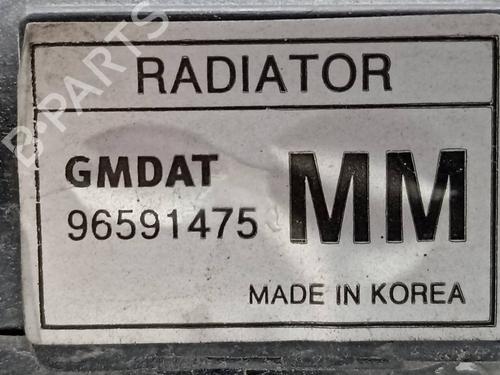 RADIATOR
GMDAT
96591475
MM
MADE IN KOREA
B-PARTS